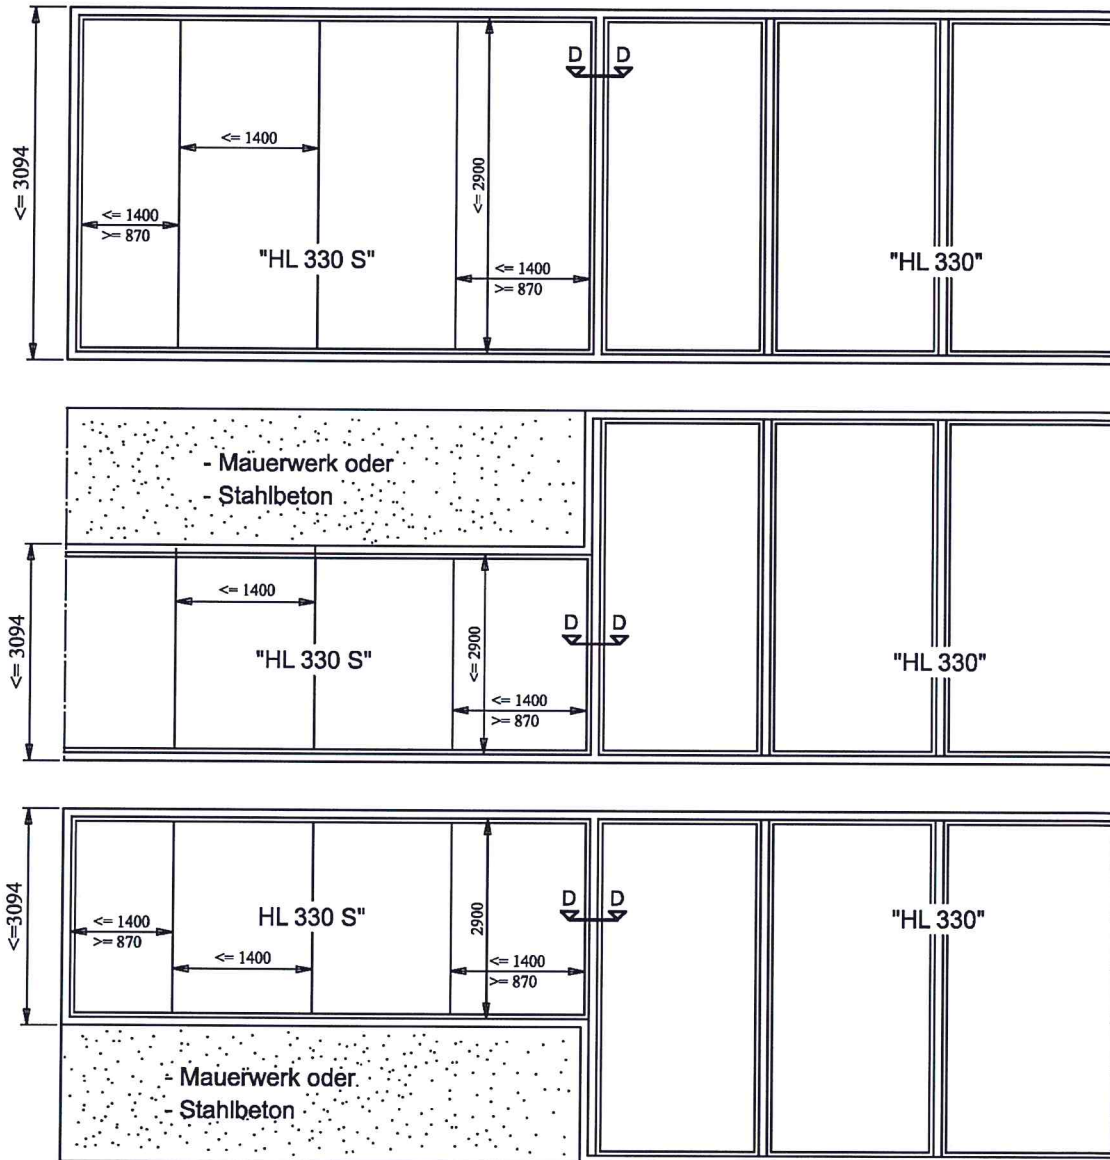 D D
<= 1400
<= 3094
<= 2900
<= 1400
>= 870
"HL 330 S"
"HL 330"
<= 1400
>= 870
- Mauerwerk oder
- Stahlbeton
<= 1400
<= 3094
<= 2900
D D
"HL 330 S"
"HL 330"
<= 1400
>= 870
<=3094
HL 330 S"
2900
D D
"HL 330"
<= 1400
>= 870
<= 1400
<= 1400
>= 870
- Mauerwerk oder
- Stahlbeton